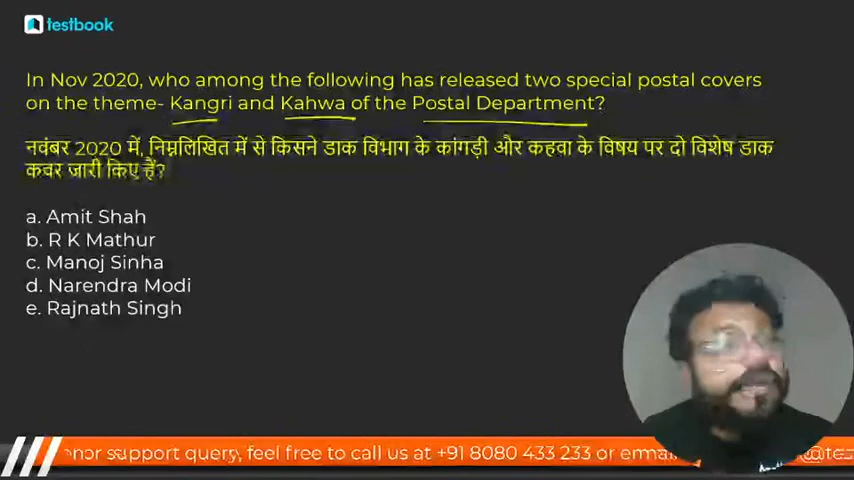 testbook
In Nov 2020, who among the following has released two special postal covers
on the theme- Kangri and Kahwa of the Postal Department?
नवंबर 2020 में, निम्नलिखित में से किसने डाक विभाग के कांगड़ी और कहवा के विषय पर दो विशेष डाक
कवर जारी किए हैं?
a. Amit Shah
b. R K Mathur
c. Manoj Sinha
d. Narendra Modi
e. Rajnath Singh
support query, feel free to call us at +91 8080 433 233 or